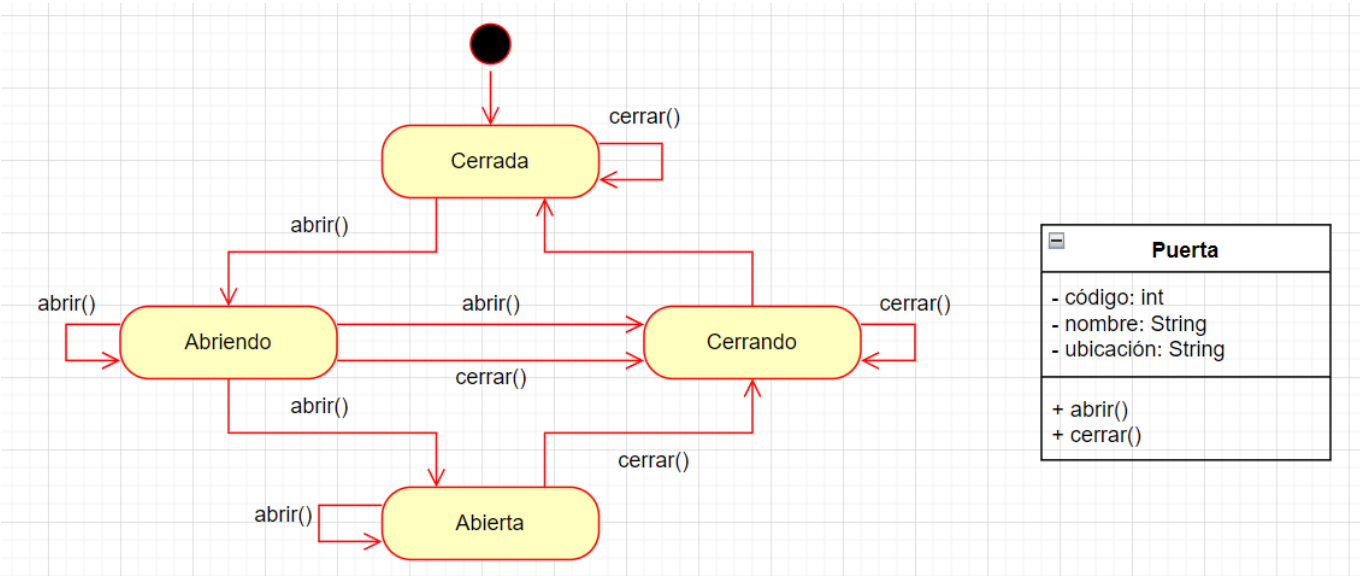 cerrar()
Cerrada
abrir()
abrir()
abrir()
cerrar()
Abriendo
Cerrando
cerrar()
abrir()
cerrar()
abrir()
Abierta
Puerta
- código: int
- nombre: String
- ubicación: String
+ abrir()
+ cerrar()